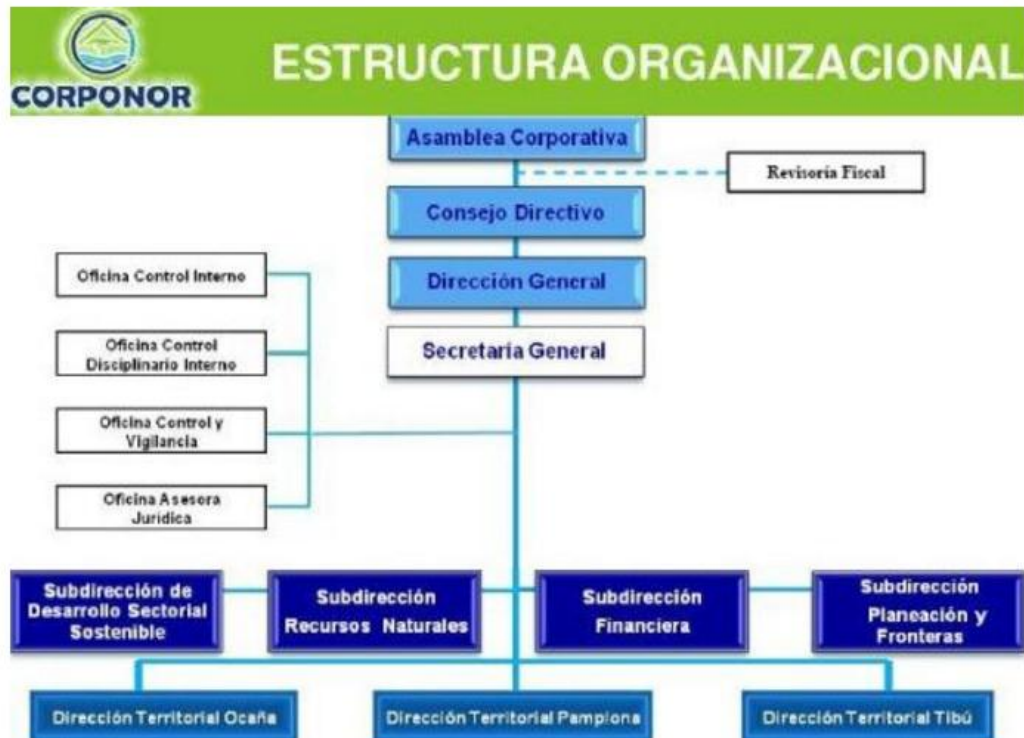 CORPONOR
ESTRUCTURA ORGANIZACIONAL
Asamblea Corporativa
Revisoría Fiscal
Consejo Directivo
Oficina Control Interno
Dirección General
Oficina Control
Disciplinario Interno
Secretaría General
Oficina Control y
Vigilancia
Oficina Asesora
Jurídica
Subdirección de
Desarrollo Sectorial
Sostenible
Subdirección
Recursos Naturales
Subdirección
Financiera
Subdirección
Planeación y
Fronteras
Dirección Territorial Ocaña
Dirección Territorial Pamplona
Dirección Territorial Tibú